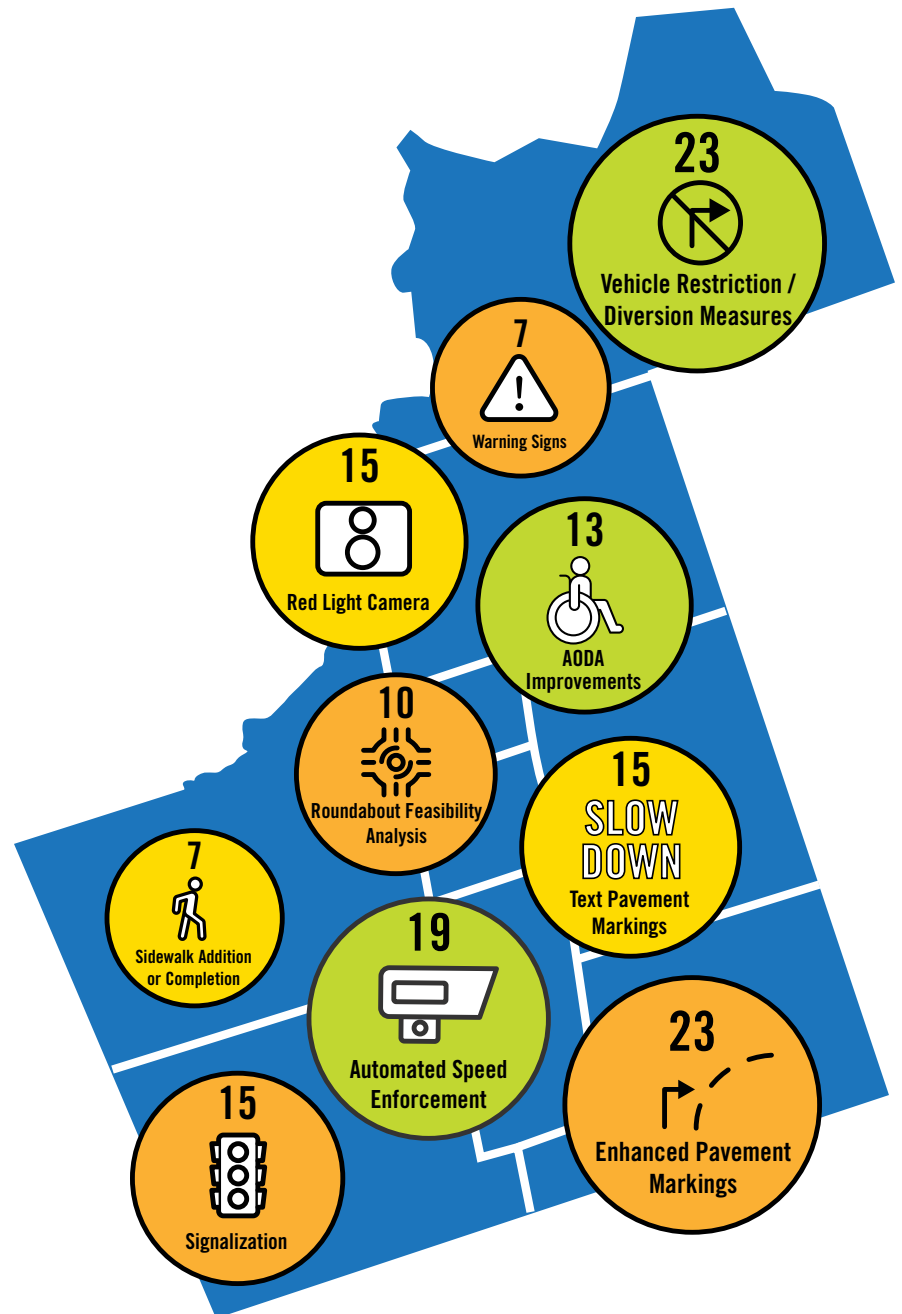 23
Vehicle Restriction /
Diversion Measures
7
!
Warning Signs
15
Red Light Camera
13
AODA
Improvements
10
Roundabout Feasibility
Analysis
15
SLOW
DOWN
Text Pavement
Markings
7
Sidewalk Addition
or Completion
19
Automated Speed
Enforcement
23
Enhanced Pavement
Markings
15
Signalization